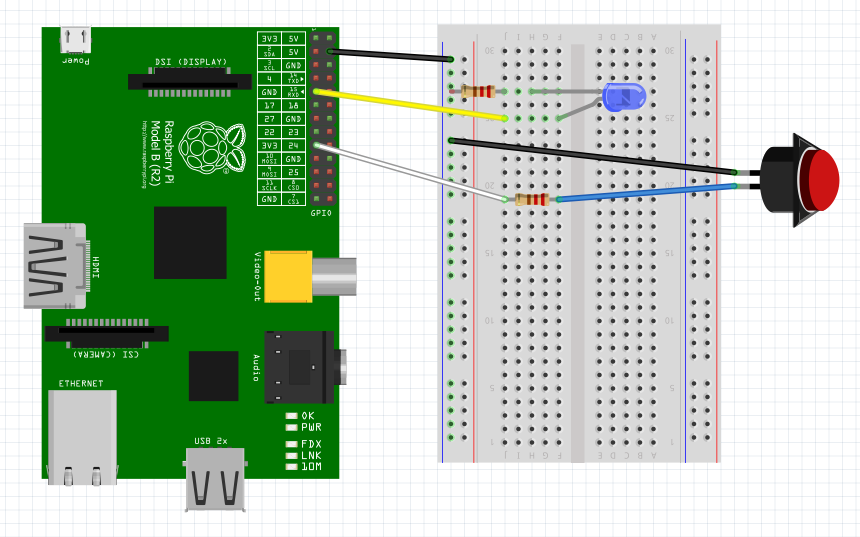 Power
DSI (DISPLAY)
3V3 5V
2 SDA 5V
3 SCL GND
4 14 TXD
GND 15 RXD
17 18
27 GND
22 23
3V3 24
10 MOSI GND
9 MOSI 25
11 SCLK 8 CS0
GND 7 CS1
GPIO
Raspberry Pi
Model B (R2)
http://www.raspberrypi.org
HDMI
Video-Out
CSI (CAMERA)
Audio
ETHERNET
OK
PWR
FDX
LNK
10M
USB 2x
J I H G F E D C B A
30 30
25 25
20 20
15 15
10 10
5 5
1 1
J I H G F E D C B A